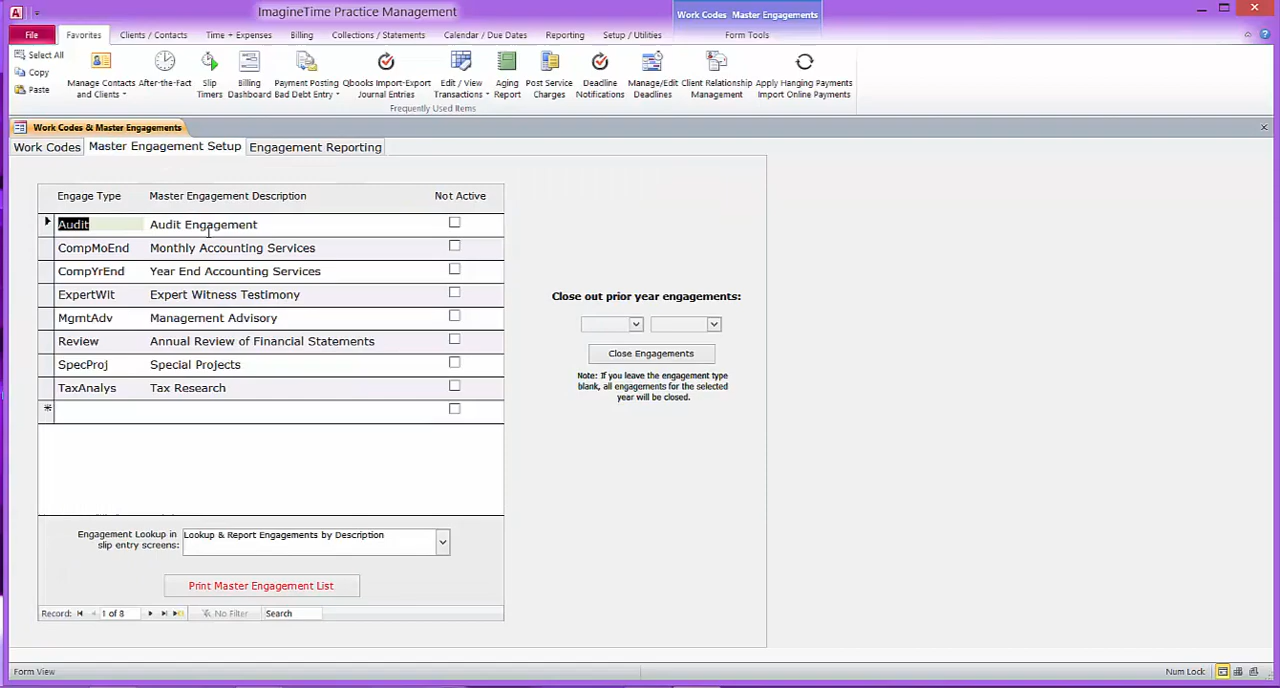 ImagineTime Practice Management
Work Codes Master Engagements
File Favorites Clients / Contacts Time + Expenses Billing Collections / Statements Calendar / Due Dates Reporting Setup / Utilities Form Tools
Select All
Copy
Paste
Manage Contacts and Clients
After-the-Fact
Slip Timers
Billing Dashboard
Payment Posting Bad Debt Entry
Qbooks Import-Export Journal Entries
Edit / View Transactions
Aging Report
Post Service Charges
Deadline Notifications
Manage/Edit Deadlines
Client Relationship Management
Apply Hanging Payments Import Online Payments
Frequently Used Items
Work Codes & Master Engagements
Work Codes Master Engagement Setup Engagement Reporting
Engage Type Master Engagement Description Not Active
Audit Audit Engagement
CompMoEnd Monthly Accounting Services
CompYrEnd Year End Accounting Services
ExpertWit Expert Witness Testimony
MgmtAdv Management Advisory
Review Annual Review of Financial Statements
SpecProj Special Projects
TaxAnalys Tax Research
Close out prior year engagements:
Close Engagements
Note: If you leave the engagement type
blank, all engagements for the selected
year will be closed.
Engagement Lookup in
slip entry screens:
Lookup & Report Engagements by Description
Print Master Engagement List
Record: 1 of 8 No Filter Search
Form View Num Lock